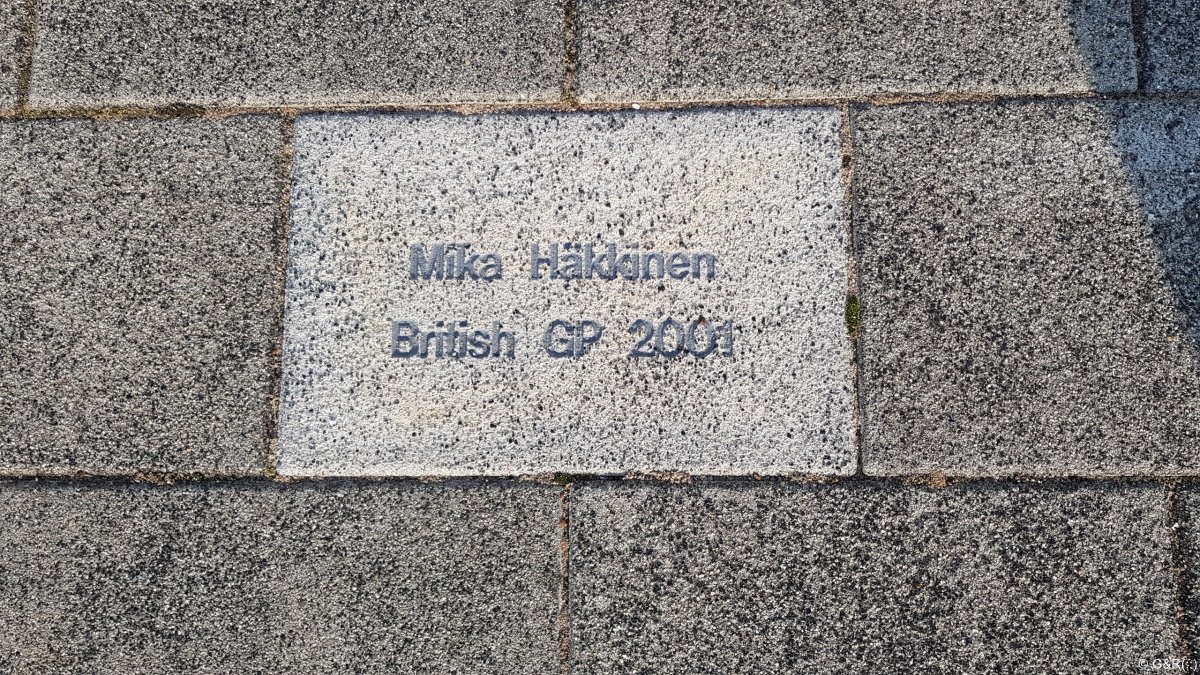 Mika Häkkinen
British GP 2001
© G&R(::)